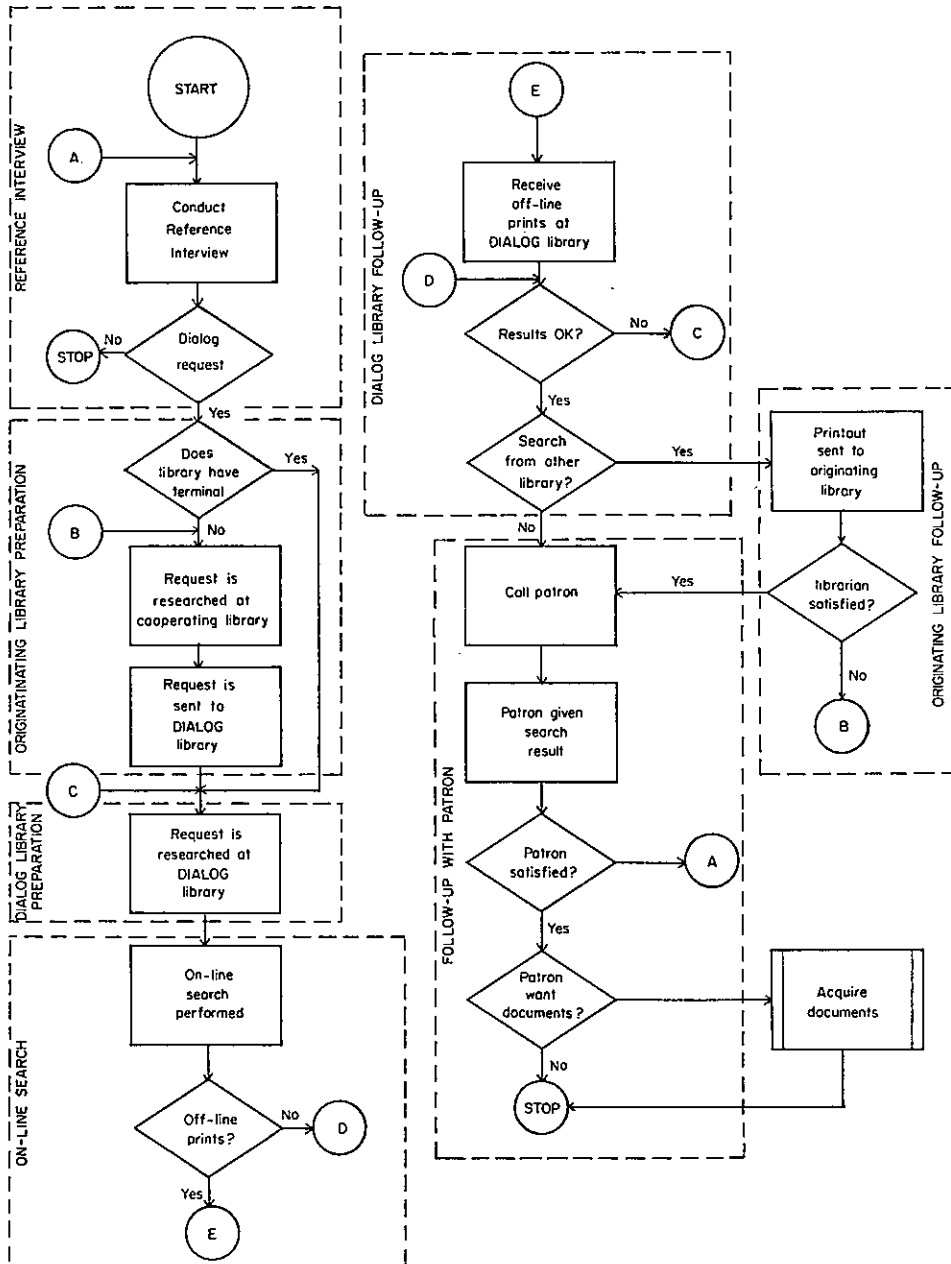 REFERENCE INTERVIEW
START
A.
Conduct
Reference
Interview
Dialog
request
No
STOP
Yes
ORIGINATINATING LIBRARY PREPARATION
Does
library have
terminal
Yes
No
B
Request is
researched at
cooperating library
Request is
sent to
DIALOG
library
C
DIALOG LIBRARY
PREPARATION
Request is
researched at
DIALOG
library
ON-LINE SEARCH
On-line
search
performed
Off-line
prints?
No
D
Yes
E
DIALOG LIBRARY FOLLOW-UP
E
Receive
off-line
prints at
DIALOG library
D
Results OK?
No
C
Yes
Search
from other
library?
Yes
No
ORIGINATING LIBRARY FOLLOW-UP
Printout
sent to
originating
library
librarian
satisfied?
Yes
No
B
FOLLOW-UP WITH PATRON
Call patron
Patron given
search
result
Patron
satisfied?
A
Yes
Patron
want
documents?
No
STOP
Acquire
documents